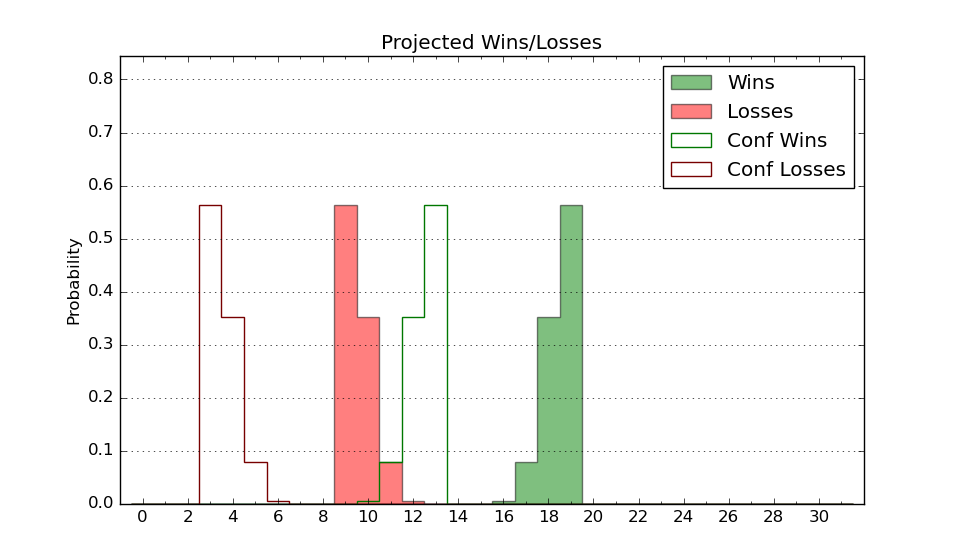 Projected Wins/Losses
0.8
0.7
0.6
0.5
0.4
0.3
0.2
0.1
0.0
Probability
Wins
Losses
Conf Wins
Conf Losses
0 2 4 6 8 10 12 14 16 18 20 22 24 26 28 30